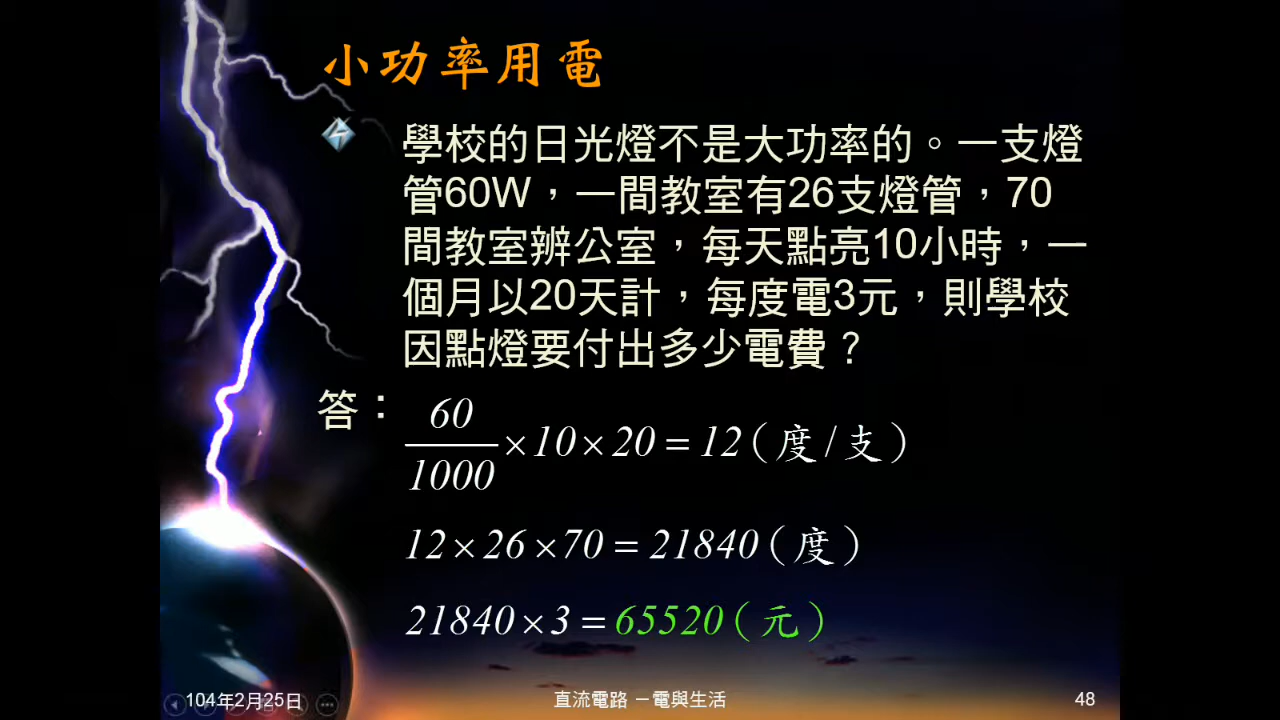 小功率用電
學校的日光燈不是大功率的。一支燈
管60W，一間教室有26支燈管，70
間教室辦公室，每天點亮10小時，一
個月以20天計，每度電3元，則學校
因點燈要付出多少電費？
答：
60/1000×10×20=12(度/支)
12×26×70=21840(度)
21840×3=65520(元)
104年2月25日
直流電路 －電與生活
48